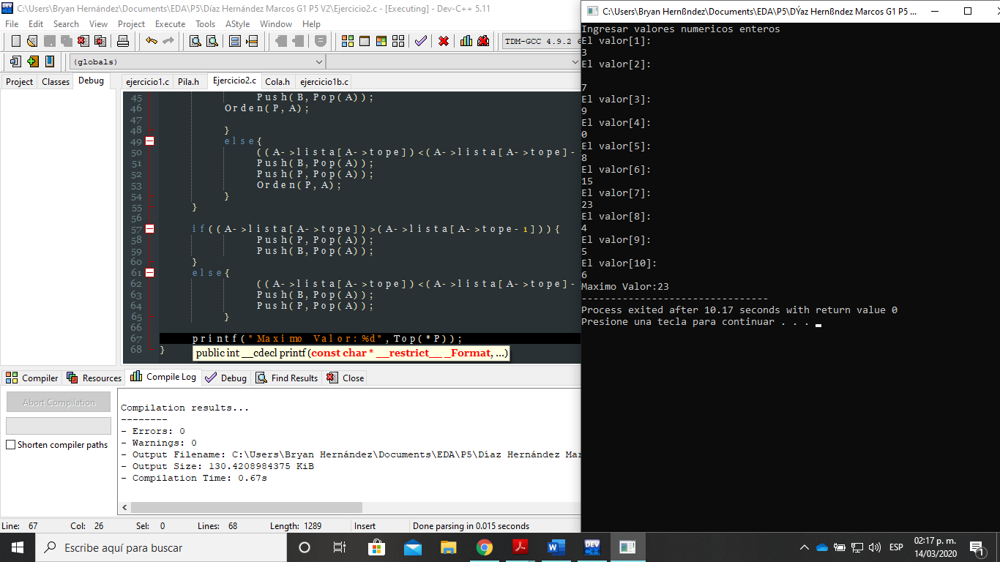 C:\Users\Bryan Hernández\Documents\EDA\P5\Díaz Hernández Marcos G1 P5 V2\Ejercicio2.c - [Executing] - Dev-C++ 5.11
File Edit Search View Project Execute Tools AStyle Window Help
TDM-GCC 4.9.2
(globals)
Project Classes Debug
ejercicio1.c Pila.h Ejercicio2.c Cola.h ejercicio1b.c
45 Push(B,Pop(A));
46 Orden(P,A);
47
48 }
49 else{
50 ((A->lista[A->tope])<(A->lista[A->tope]-
51 Push(B,Pop(A));
52 Push(P,Pop(A));
53 Orden(P,A);
54 }
55 }
56
57 if((A->lista[A->tope])>(A->lista[A->tope-1])){
58 Push(P,Pop(A));
59 Push(B,Pop(A));
60 }
61 else{
62 ((A->lista[A->tope])<(A->lista[A->tope]-
63 Push(B,Pop(A));
64 Push(P,Pop(A));
65 }
66
67 printf("Maximo Valor:%d",Top(*P));
68 }
public int __cdecl printf (const char * __restrict__ _Format, ...)
Compiler Resources Compile Log Debug Find Results Close
Abort Compilation
Shorten compiler paths
Compilation results...
--------
- Errors: 0
- Warnings: 0
- Output Filename: C:\Users\Bryan Hernández\Documents\EDA\P5\Díaz Hernández Mar
- Output Size: 130.4208984375 KiB
- Compilation Time: 0.67s
Line: 67 Col: 26 Sel: 0 Lines: 68 Length: 1289 Insert Done parsing in 0.015 seconds
C:\Users\Bryan Hernßndez\Documents\EDA\P5\DÝaz Hernßndez Marcos G1 P5 ...
Ingresar valores numericos enteros
El valor[1]:
3
El valor[2]:

7
El valor[3]:
9
El valor[4]:
0
El valor[5]:
8
El valor[6]:
15
El valor[7]:
23
El valor[8]:
4
El valor[9]:
5
El valor[10]:
6
Maximo Valor:23
--------------------------------
Process exited after 10.17 seconds with return value 0
Presione una tecla para continuar . . .
Escribe aquí para buscar
ESP
02:17 p. m.
14/03/2020
1